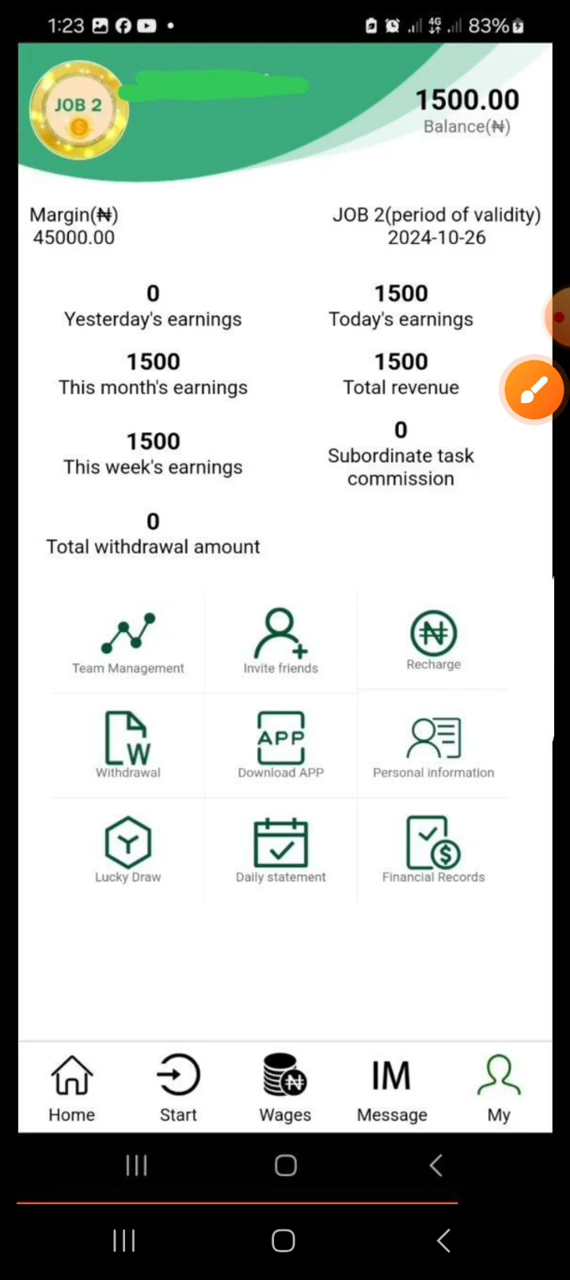 1:23
4G
83%
JOB 2
1500.00
Balance(₦)
Margin(₦)
45000.00
JOB 2(period of validity)
2024-10-26
0
Yesterday's earnings
1500
Today's earnings
1500
This month's earnings
1500
Total revenue
1500
This week's earnings
0
Subordinate task
commission
0
Total withdrawal amount
Team Management
Invite friends
₦
Recharge
W
Withdrawal
APP
Download APP
Personal information
Lucky Draw
Daily statement
$
Financial Records
Home
Start
₦
Wages
IM
Message
My